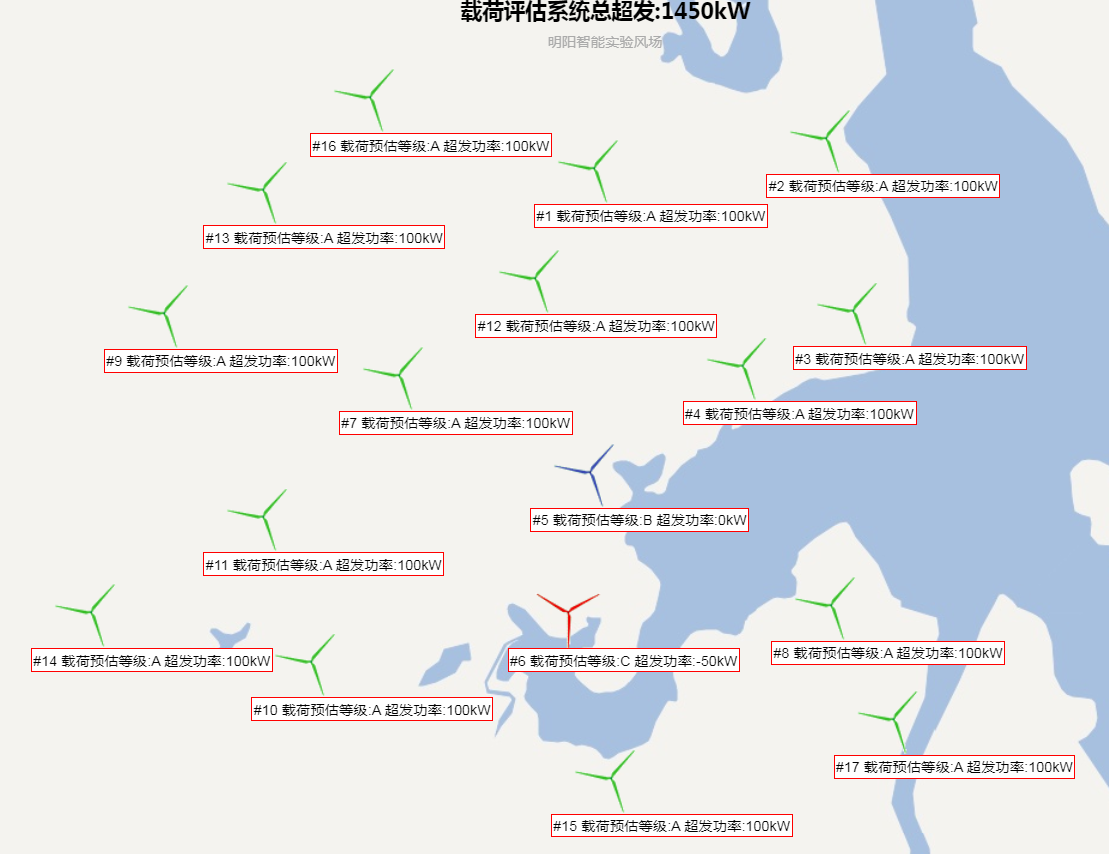 载荷评估系统总超发:1450kW
明阳智能实验风场
#16 载荷预估等级:A 超发功率:100kW
#2 载荷预估等级:A 超发功率:100kW
#1 载荷预估等级:A 超发功率:100kW
#13 载荷预估等级:A 超发功率:100kW
#12 载荷预估等级:A 超发功率:100kW
#3 载荷预估等级:A 超发功率:100kW
#9 载荷预估等级:A 超发功率:100kW
#4 载荷预估等级:A 超发功率:100kW
#7 载荷预估等级:A 超发功率:100kW
#5 载荷预估等级:B 超发功率:0kW
#11 载荷预估等级:A 超发功率:100kW
#8 载荷预估等级:A 超发功率:100kW
#14 载荷预估等级:A 超发功率:100kW
#6 载荷预估等级:C 超发功率:-50kW
#10 载荷预估等级:A 超发功率:100kW
#17 载荷预估等级:A 超发功率:100kW
#15 载荷预估等级:A 超发功率:100kW